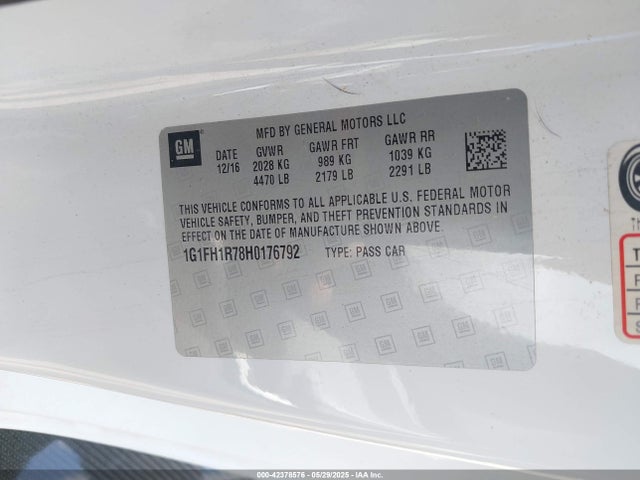 GM
MFD BY GENERAL MOTORS LLC
DATE GVWR GAWR FRT GAWR RR
12/16 2028 KG 989 KG 1039 KG
4470 LB 2179 LB 2291 LB
THIS VEHICLE CONFORMS TO ALL APPLICABLE U.S. FEDERAL MOTOR
VEHICLE SAFETY, BUMPER, AND THEFT PREVENTION STANDARDS IN
EFFECT ON THE DATE OF MANUFACTURE SHOWN ABOVE.
1G1FH1R78H0176792 TYPE: PASS CAR
000-42378576 - 05/29/2025 - IAA Inc.